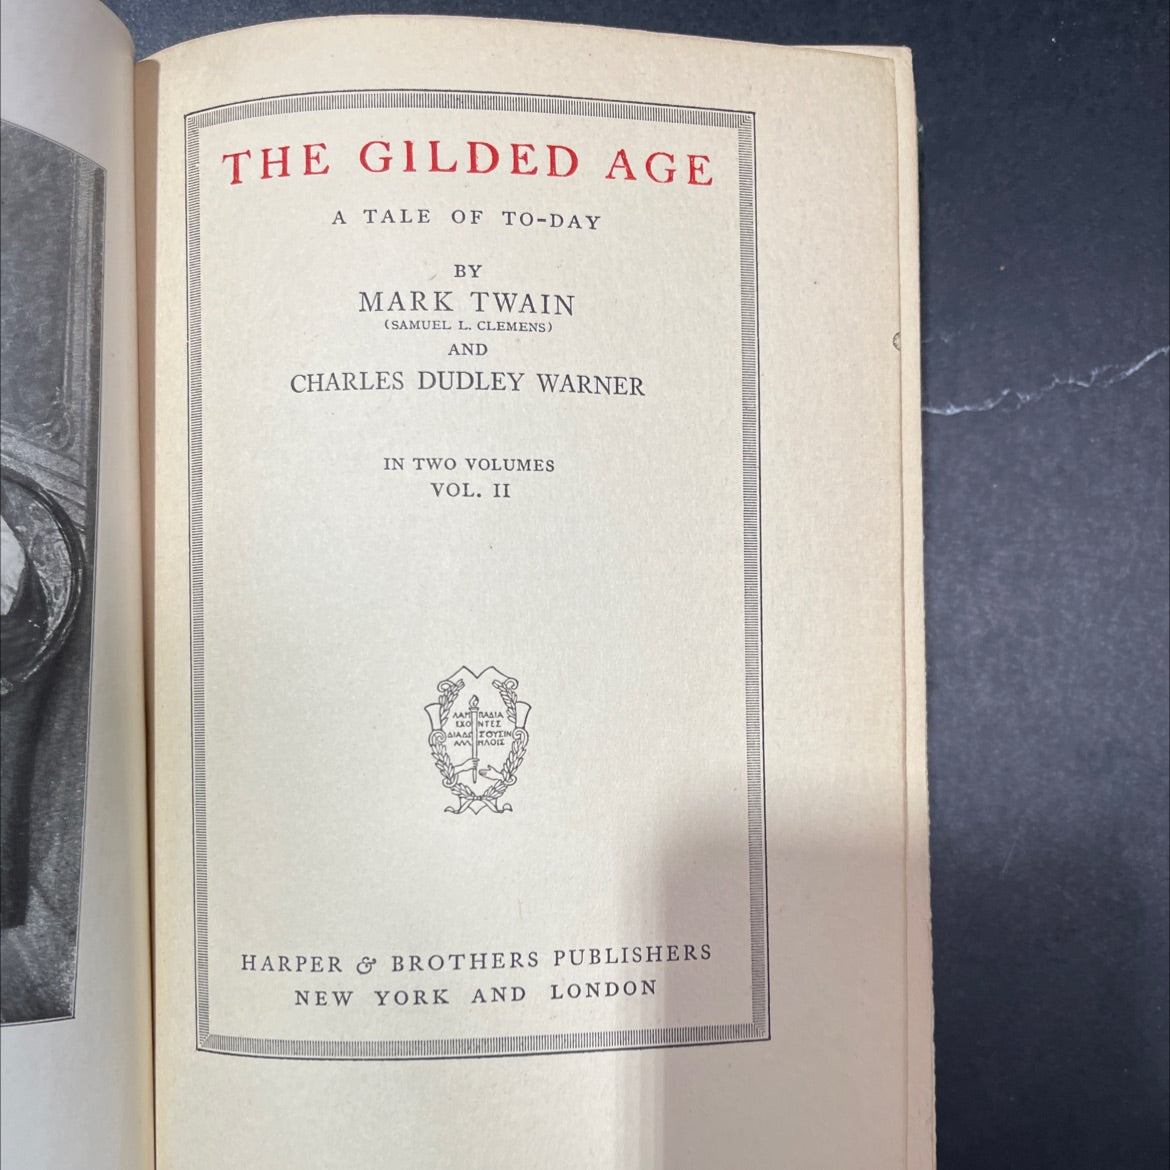 THE GILDED AGE
A TALE OF TO-DAY
BY
MARK TWAIN
(SAMUEL L. CLEMENS)
AND
CHARLES DUDLEY WARNER
IN TWO VOLUMES
VOL. II
ΛΑΜΠΑΔΙΑ
ΕΧΟΝΤΕΣ
ΔΙΑΔΩΣΟΥΣΙΝ
ΑΛΛΗΛΟΙΣ
HARPER & BROTHERS PUBLISHERS
NEW YORK AND LONDON